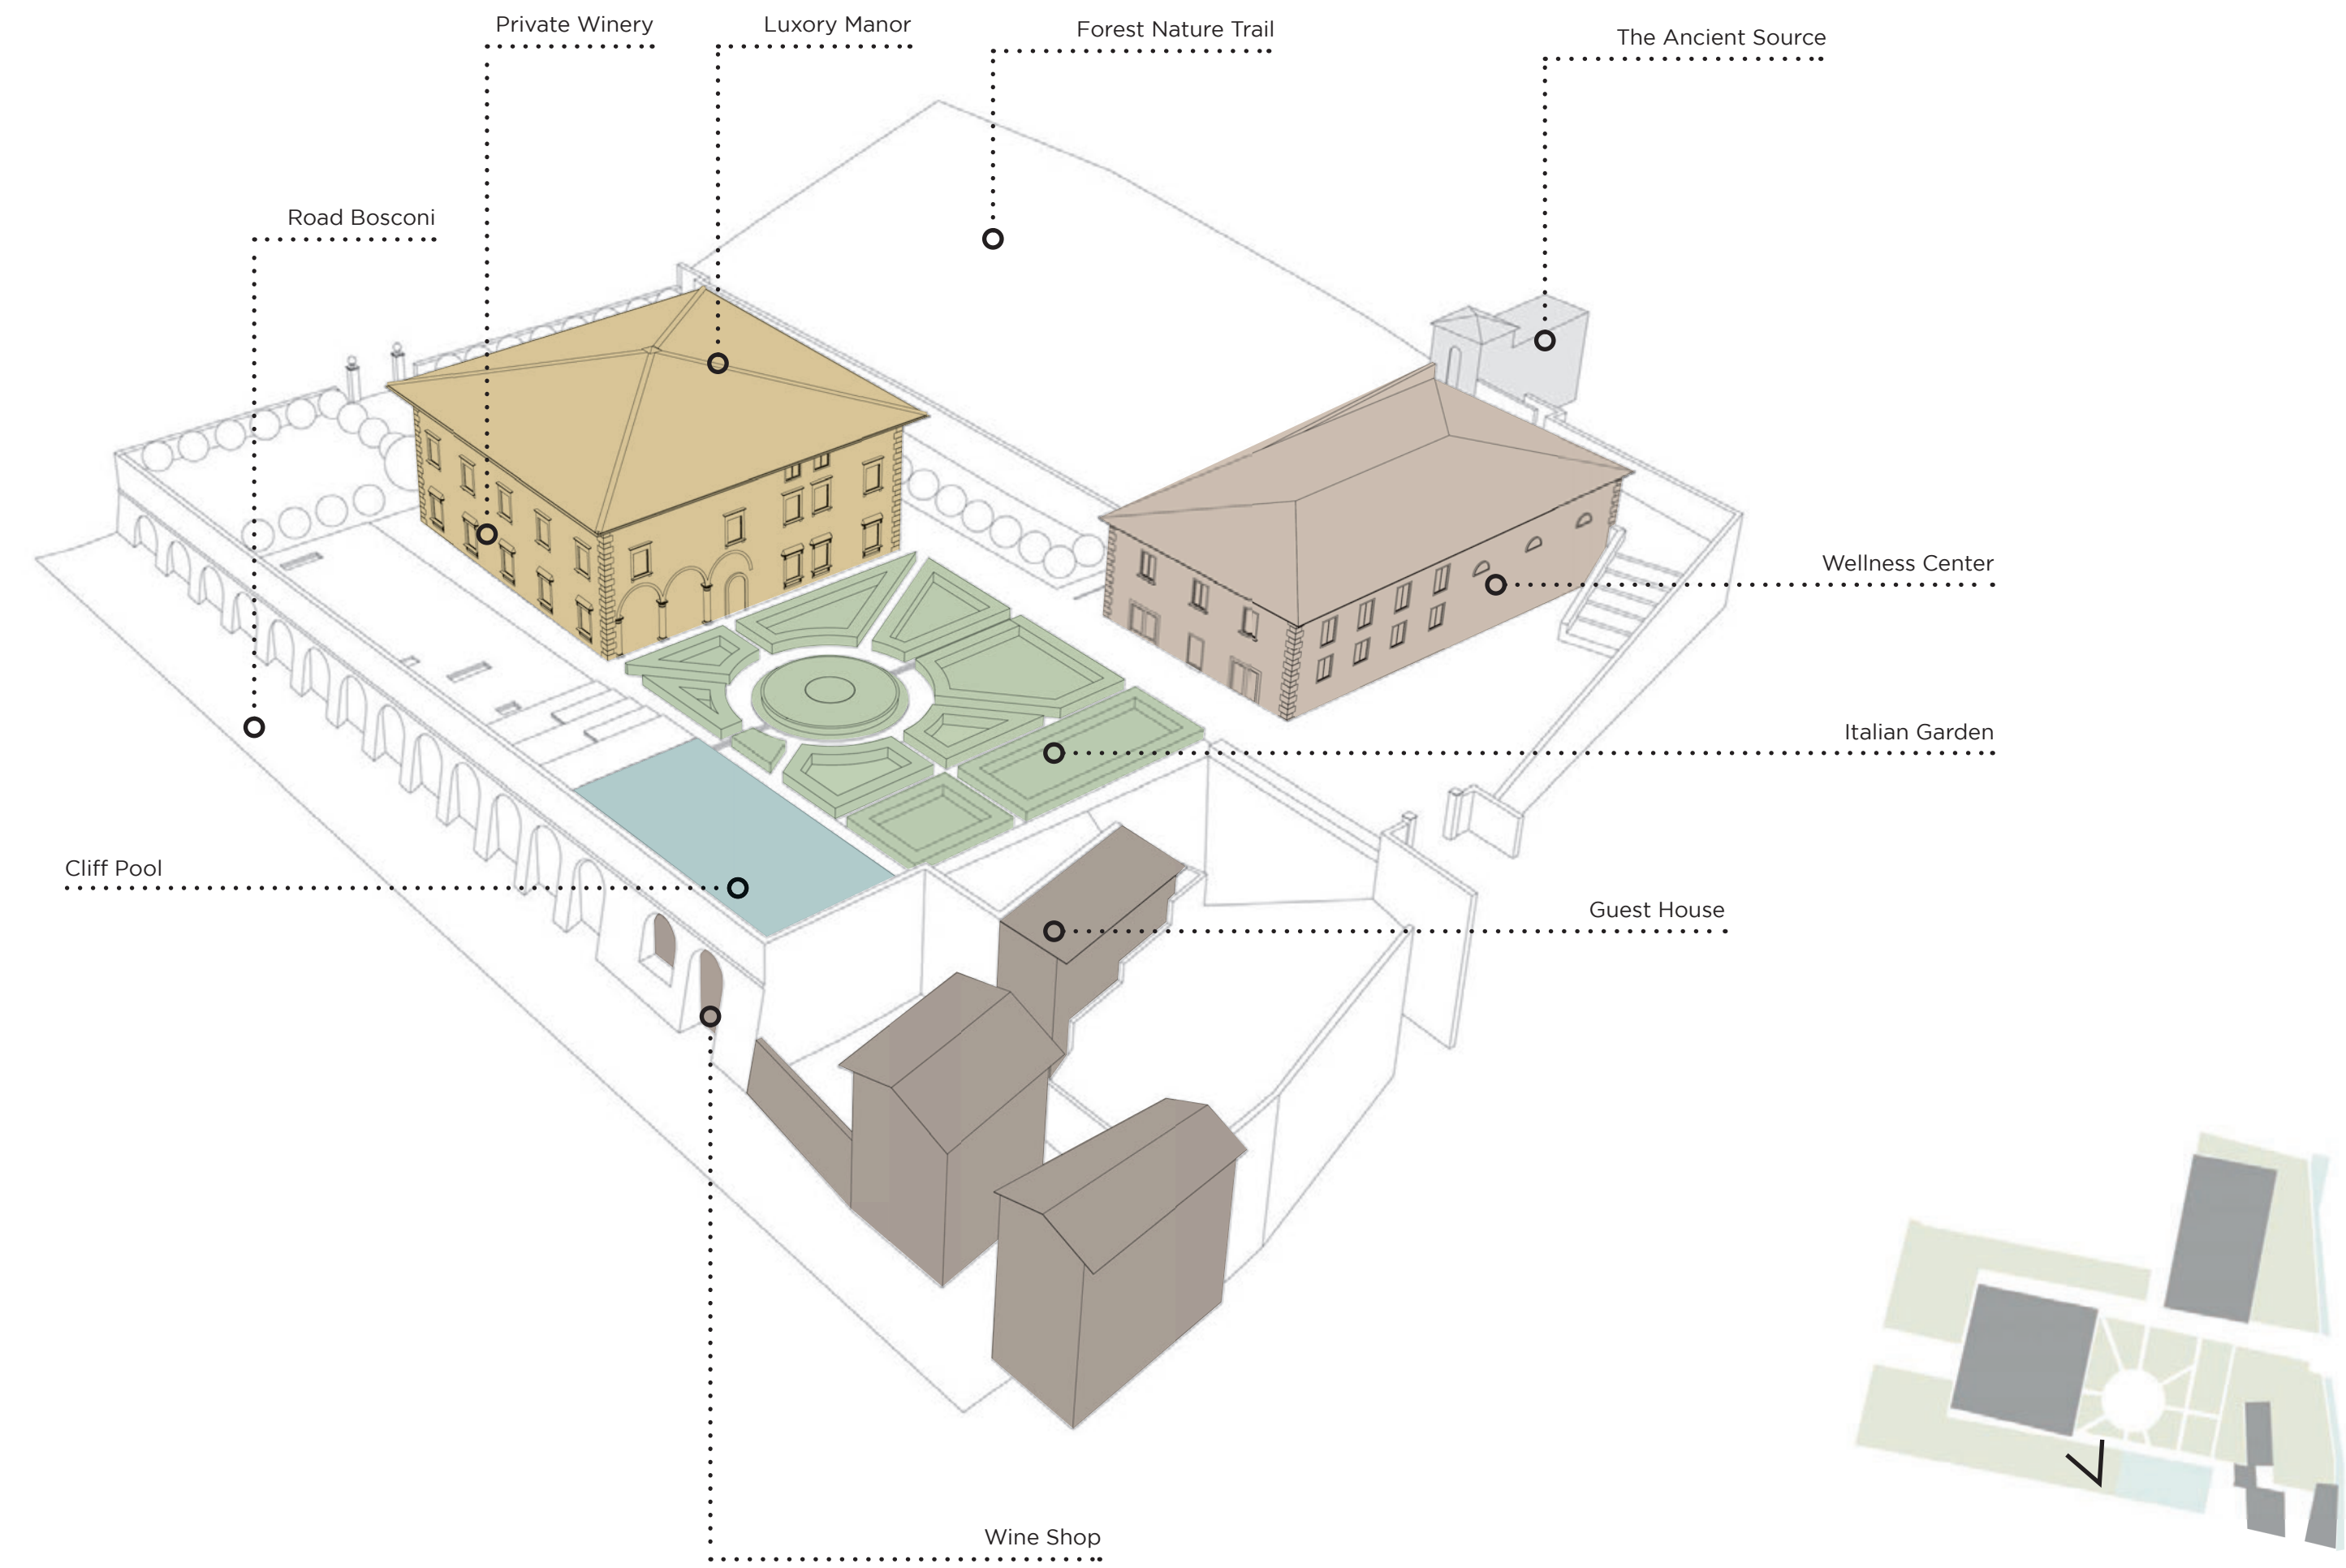 Private Winery
Luxory Manor
Forest Nature Trail
The Ancient Source
Road Bosconi
Wellness Center
Italian Garden
Cliff Pool
Guest House
Wine Shop